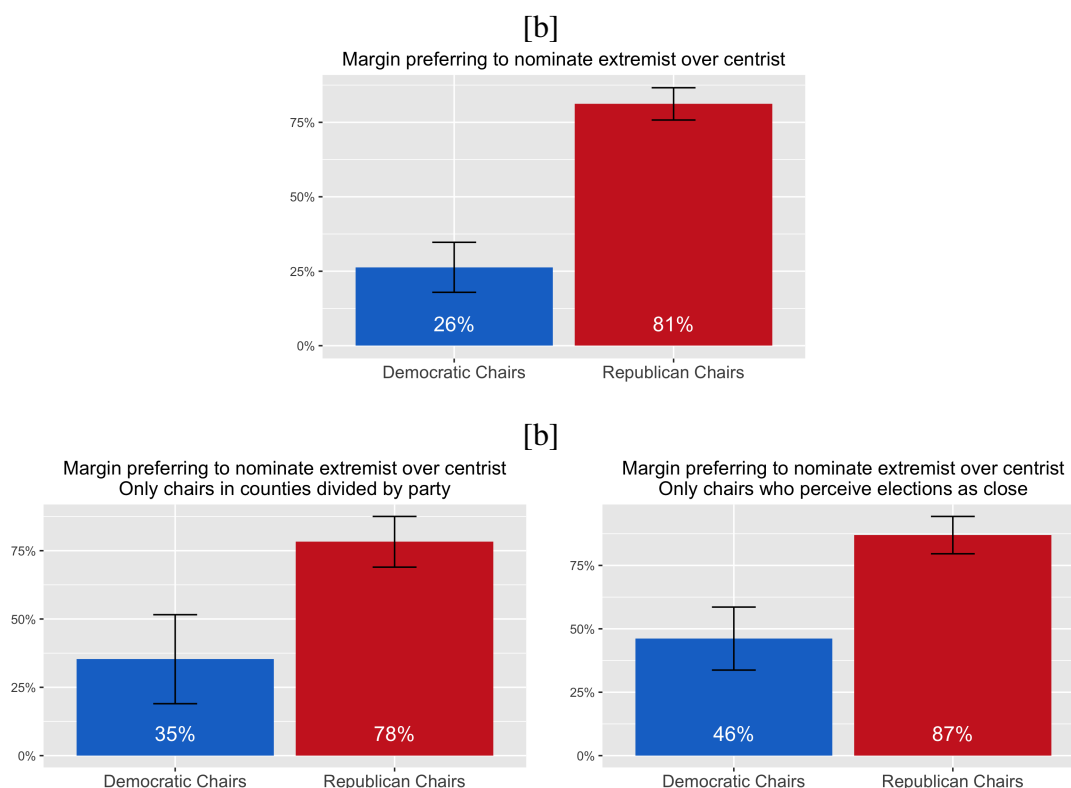 [b]
Margin preferring to nominate extremist over centrist
75%
50%
25%
0%
26%
81%
Democratic Chairs
Republican Chairs
[b]
Margin preferring to nominate extremist over centrist
Only chairs in counties divided by party
75%
50%
25%
0%
35%
78%
Democratic Chairs
Republican Chairs
Margin preferring to nominate extremist over centrist
Only chairs who perceive elections as close
75%
50%
25%
0%
46%
87%
Democratic Chairs
Republican Chairs